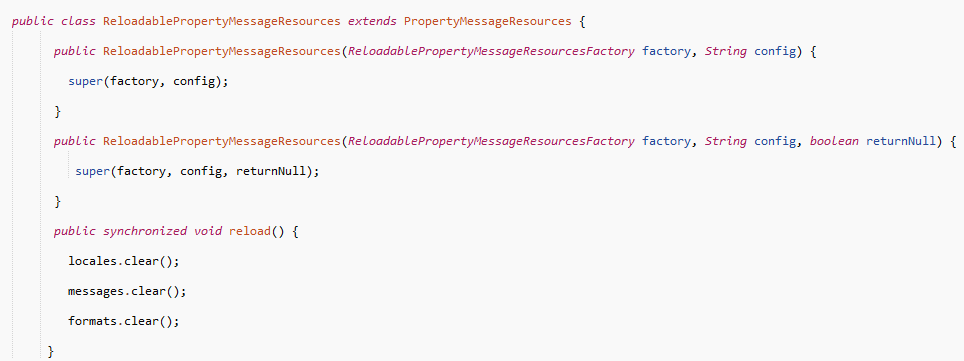 public class ReloadablePropertyMessageResources extends PropertyMessageResources {
public ReloadablePropertyMessageResources(ReloadablePropertyMessageResourcesFactory factory, String config) {
super(factory, config);
}
public ReloadablePropertyMessageResources(ReloadablePropertyMessageResourcesFactory factory, String config, boolean returnNull) {
super(factory, config, returnNull);
}
public synchronized void reload() {
locales.clear();
messages.clear();
formats.clear();
}